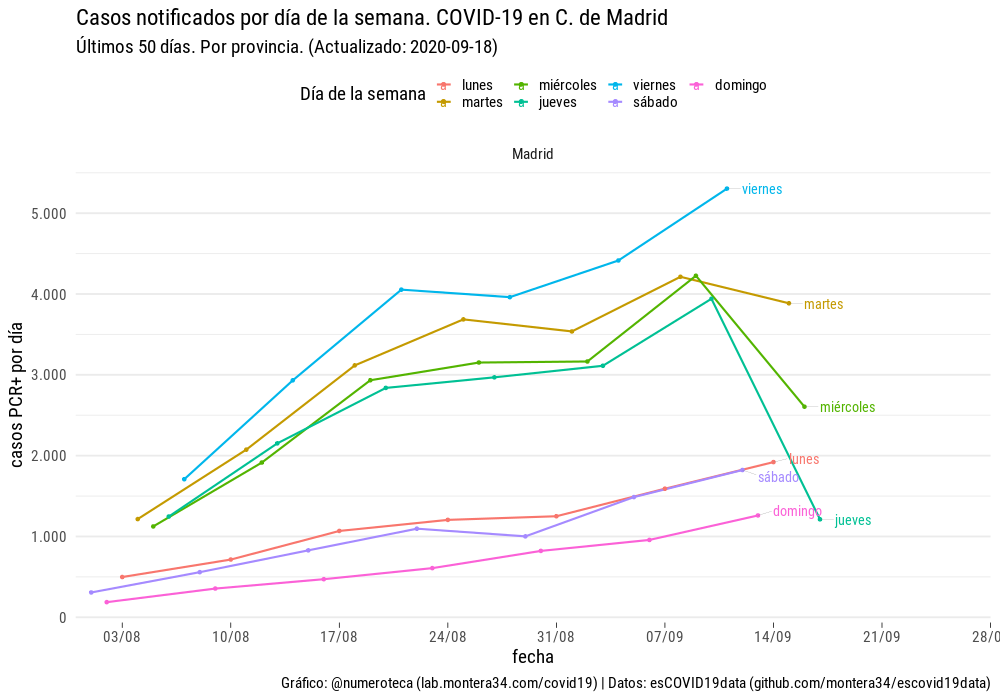 Casos notificados por día de la semana. COVID-19 en C. de Madrid
Últimos 50 días. Por provincia. (Actualizado: 2020-09-18)
Día de la semana
lunes
miércoles
viernes
domingo
martes
jueves
sábado
Madrid
casos PCR+ por día
5.000
4.000
3.000
2.000
1.000
0
viernes
martes
miércoles
lunes
sábado
domingo
jueves
03/08
10/08
17/08
24/08
31/08
07/09
14/09
21/09
28/0
fecha
Gráfico: @numeroteca (lab.montera34.com/covid19) | Datos: esCOVID19data (github.com/montera34/escovid19data)